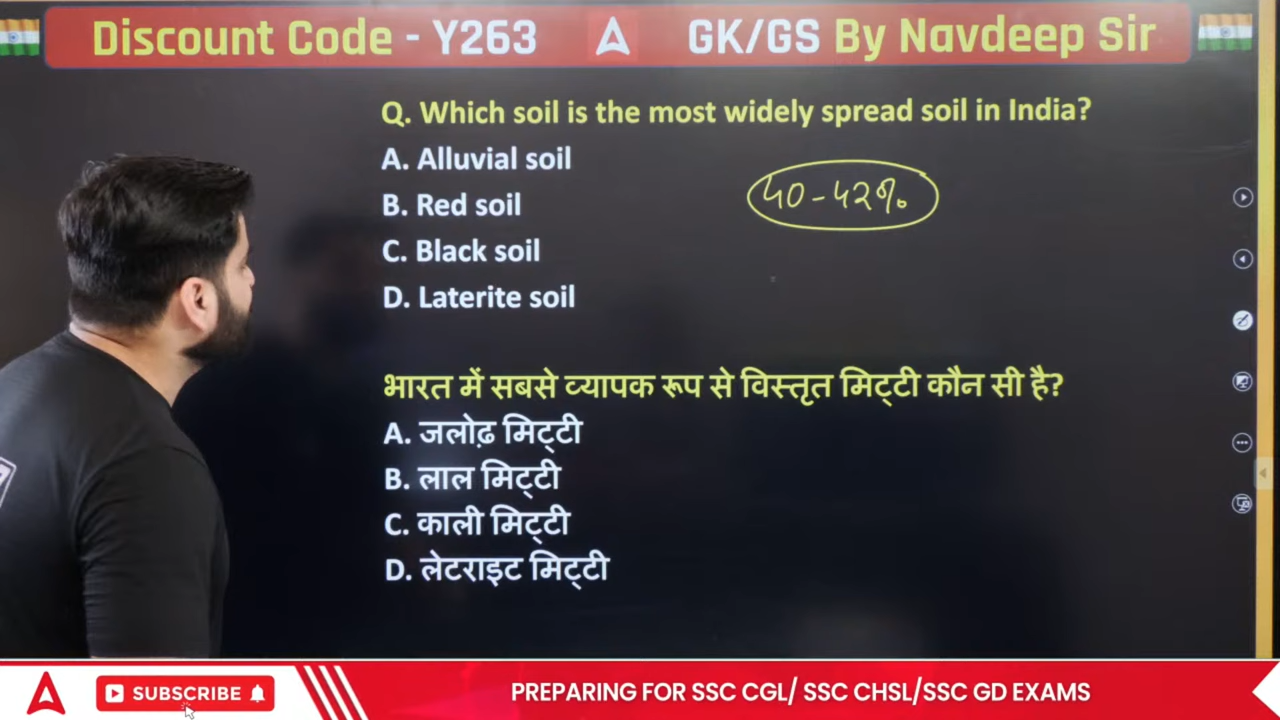 Discount Code - Y263
GK/GS By Navdeep Sir
Q. Which soil is the most widely spread soil in India?
A. Alluvial soil
40-42%
B. Red soil
C. Black soil
D. Laterite soil
भारत में सबसे व्यापक रूप से विस्तृत मिट्टी कौन सी है?
A. जलोढ़ मिट्टी
B. लाल मिट्टी
C. काली मिट्टी
D. लेटराइट मिट्टी
SUBSCRIBE
PREPARING FOR SSC CGL/ SSC CHSL/SSC GD EXAMS